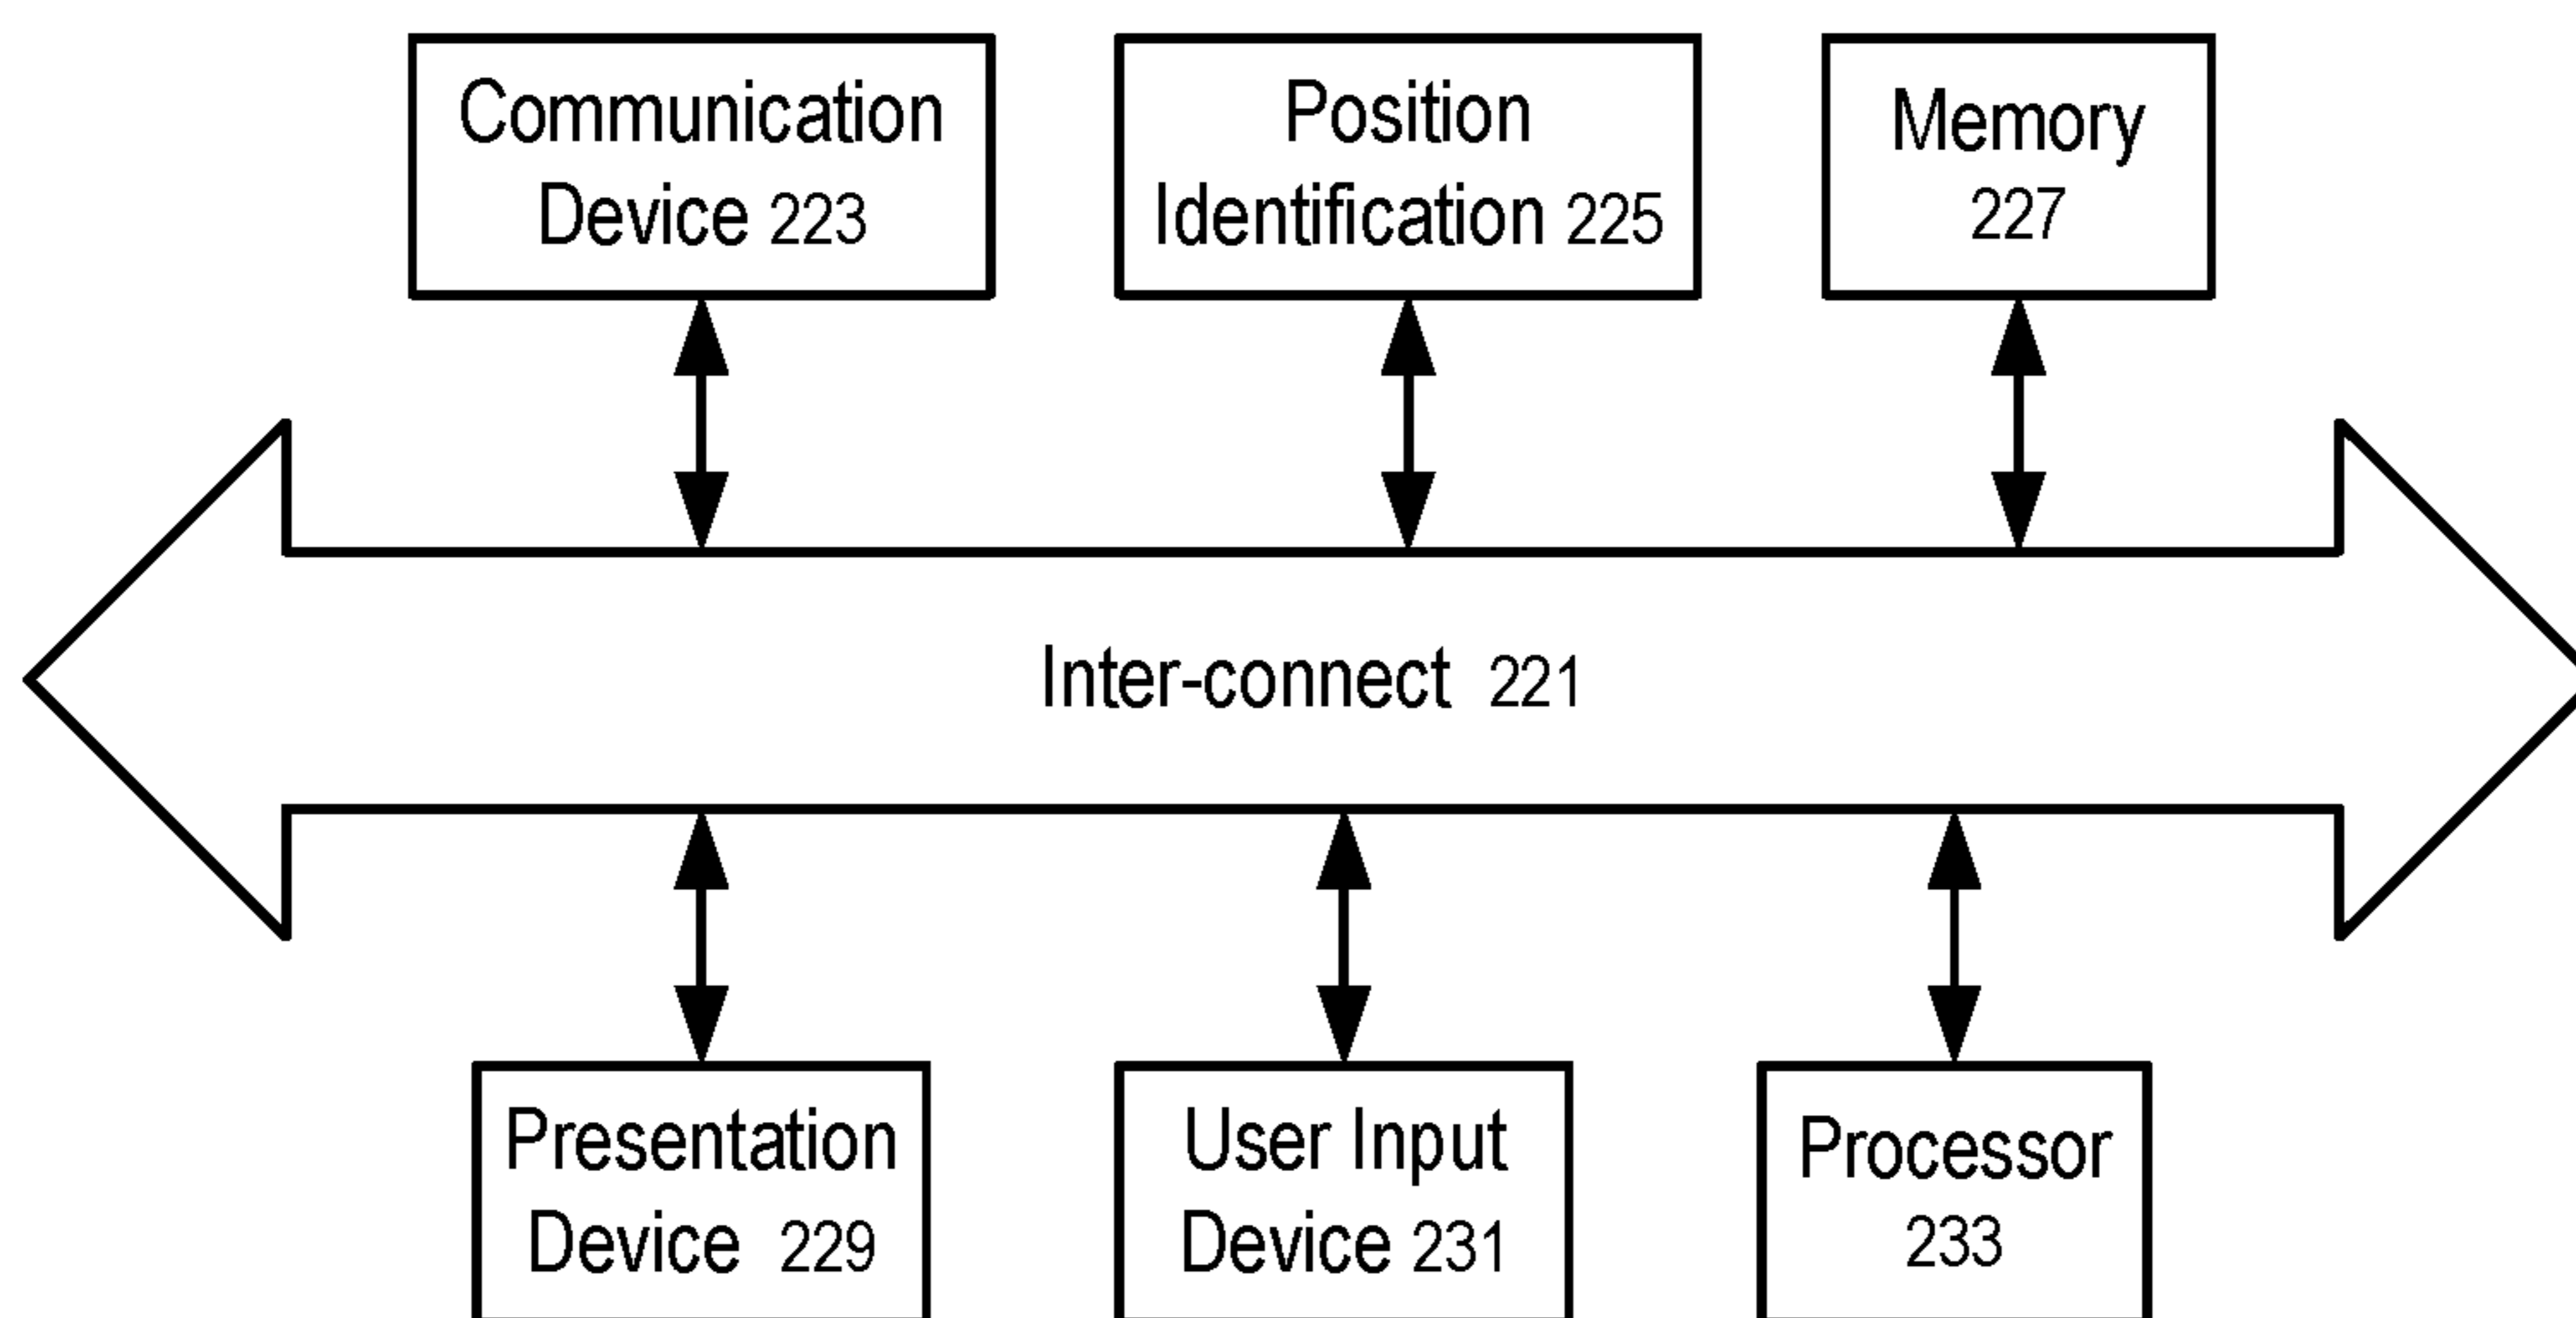 Communication
Device 223
Position
Identification 225
Memory
227
Inter-connect 221
Presentation
Device 229
User Input
Device 231
Processor
233